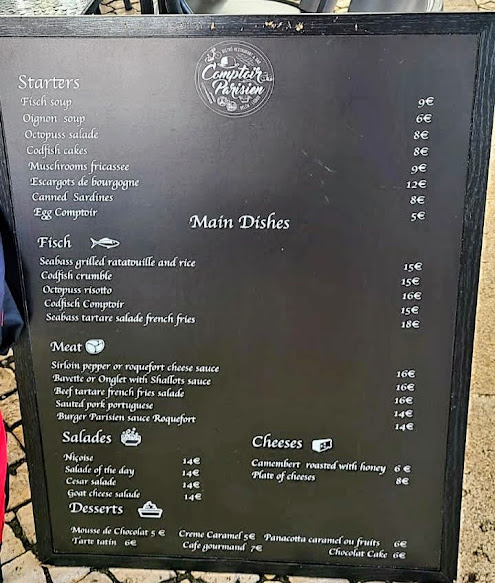 BISTRO RESTAURANT & BAR
Comptoir
Parisien
Starters
Fisch soup 9€
Oignon soup 6€
Octopuss salade 8€
Codfish cakes 8€
Muschrooms fricassee 9€
Escargots de bourgogne 12€
Canned Sardines 8€
Egg Comptoir 5€
Main Dishes
Fisch
Seabass grilled ratatouille and rice 15€
Codfish crumble 15€
Octopuss risotto 16€
Codfisch Comptoir 15€
Seabass tartare salade french fries 18€
Meat
Sirloin pepper or roquefort cheese sauce 16€
Bavette or Onglet with Shallots sauce 16€
Beef tartare french fries salade 16€
Sauted pork portuguese 14€
Burger Parisien sauce Roquefort 14€
Salades
Niçoise 14€
Salade of the day 14€
Cesar salade 14€
Goat cheese salade 14€
Cheeses
Camembert roasted with honey 6 €
Plate of cheeses 8€
Desserts
Mousse de Chocolat 5 € Creme Caramel 5€ Panacotta caramel ou fruits 6€
Tarte tatin 6€ Cafe gourmand 7€ Chocolat Cake 6€